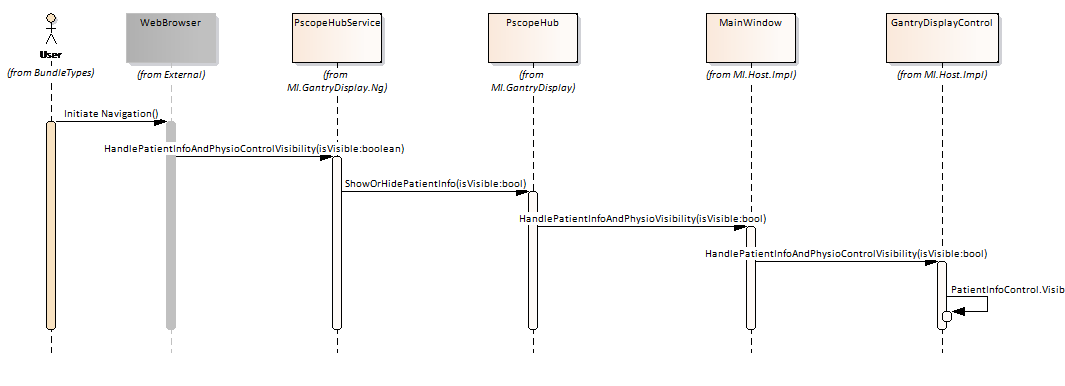 WebBrowser
PscopeHubService
PscopeHub
MainWindow
GantryDisplayControl
User
(from BundleTypes)
(from External)
(from
MI.GantryDisplay.Ng)
(from
MI.GantryDisplay)
(from MI.Host.Impl)
(from MI.Host.Impl)
Initiate Navigation()
HandlePatientInfoAndPhysioControlVisibility(isVisible:boolean)
ShowOrHidePatientInfo(isVisible:bool)
HandlePatientInfoAndPhysioVisibility(isVisible:bool)
HandlePatientInfoAndPhysioControlVisibility(isVisible:bool)
PatientInfoControl.Visib